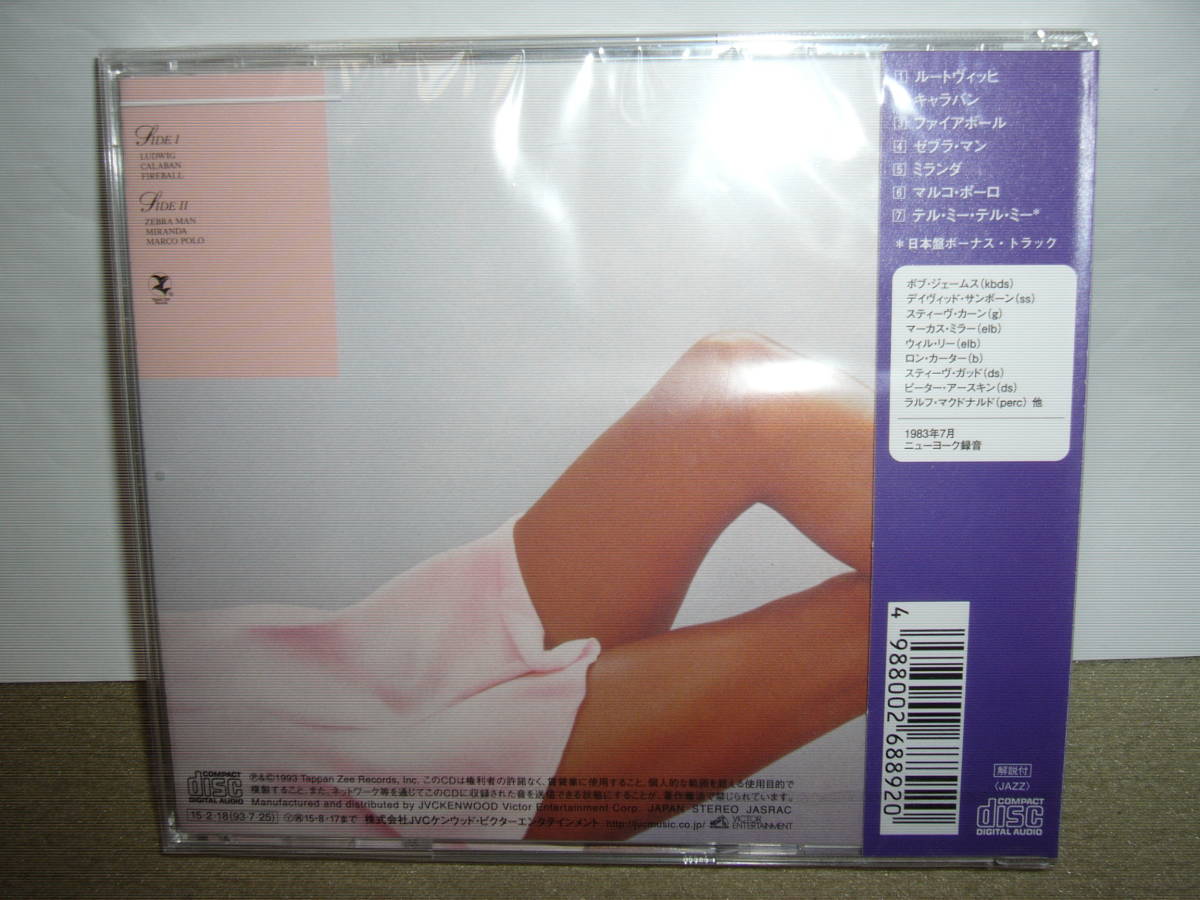 SIDE I
LUDWIG
CALABAN
FIREBALL
SIDE II
ZEBRA MAN
MIRANDA
MARCO POLO
Tappan Zee
Records
1 ルートヴィッヒ
キャラバン
3 ファイアボール
4 ゼブラ・マン
5 ミランダ
6 マルコ・ポーロ
7 テル・ミー・テル・ミー*
*日本盤ボーナス・トラック
ボブ・ジェームス(kbds)
デイヴィッド・サンボーン(ss)
スティーヴ・カーン(g)
マーカス・ミラー(elb)
ウィル・リー(elb)
ロン・カーター(b)
スティーヴ・ガッド(ds)
ピーター・アースキン(ds)
ラルフ・マクドナルド(perc) 他
1983年7月
ニューヨーク録音
4 988002 688920
解説付
(JAZZ)
COMPACT
disc
DIGITAL AUDIO
COMPACT
disc
DIGITAL AUDIO
℗&©1993 Tappan Zee Records, Inc. このCDは権利者の許諾なく、賃貸業に使用すること、個人的な範囲を超える使用目的で
複製すること、また、ネットワーク等を通じてこのCDに収録された音を送信できる状態にすることが、著作権法で禁じられています。
Manufactured and distributed by JVCKENWOOD Victor Entertainment Corp. JAPAN STEREO JASRAC
15・2・18(93・7・25) 15・8・17まで 株式会社JVCケンウッド・ビクターエンタテインメント http://jvcmusic.co.jp/ VICTOR
ENTERTAINMENT